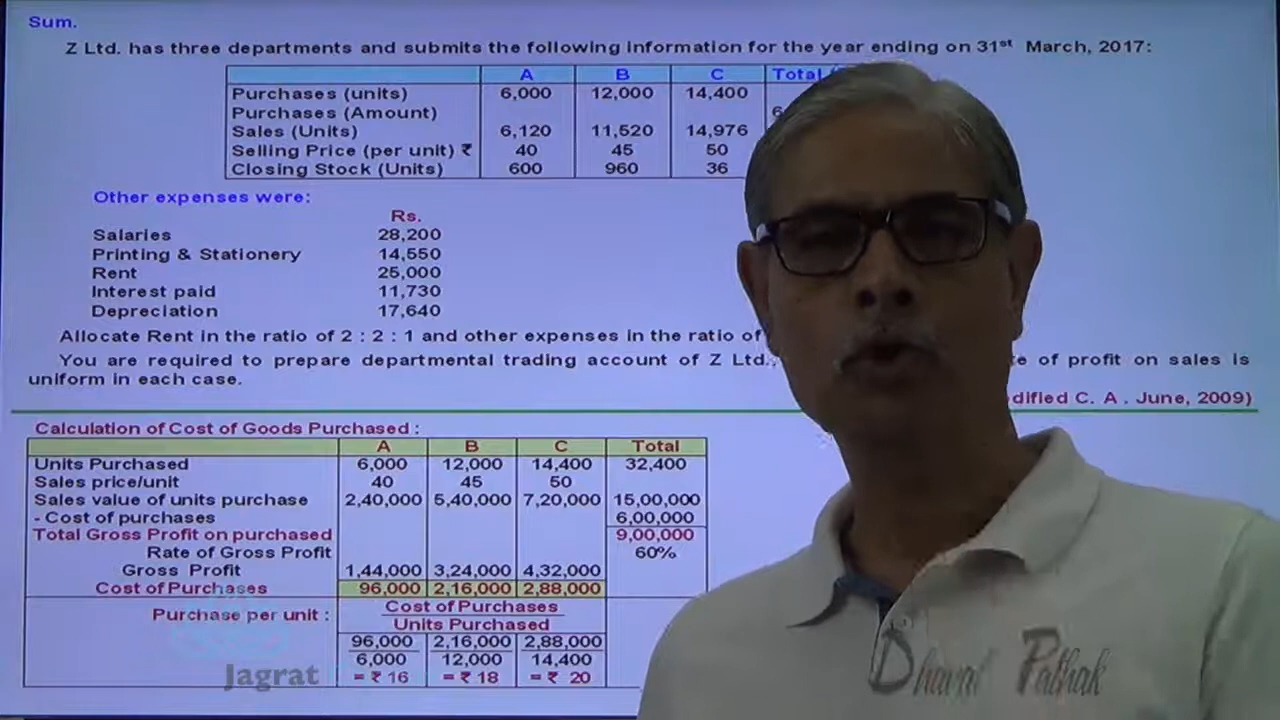 Sum.
Z Ltd. has three departments and submits the following information for the year ending on 31st March, 2017:
A B C Total
Purchases (units) 6,000 12,000 14,400
Purchases (Amount) 6
Sales (Units) 6,120 11,520 14,976
Selling Price (per unit) ₹ 40 45 50
Closing Stock (Units) 600 960 36
Other expenses were:
Rs.
Salaries 28,200
Printing & Stationery 14,550
Rent 25,000
Interest paid 11,730
Depreciation 17,640
Allocate Rent in the ratio of 2 : 2 : 1 and other expenses in the ratio of
You are required to prepare departmental trading account of Z Ltd., e of profit on sales is
uniform in each case.
dified C. A . June, 2009)
Calculation of Cost of Goods Purchased :
A B C Total
Units Purchased 6,000 12,000 14,400 32,400
Sales price/unit 40 45 50
Sales value of units purchase 2,40,000 5,40,000 7,20,000 15,00,000
- Cost of purchases 6,00,000
Total Gross Profit on purchased 9,00,000
Rate of Gross Profit 60%
Gross Profit 1,44,000 3,24,000 4,32,000
Cost of Purchases 96,000 2,16,000 2,88,000
Purchase per unit : Cost of Purchases
Units Purchased
96,000 2,16,000 2,88,000
6,000 12,000 14,400
= ₹ 16 = ₹ 18 = ₹ 20
Jagrat
Dharat Pathak